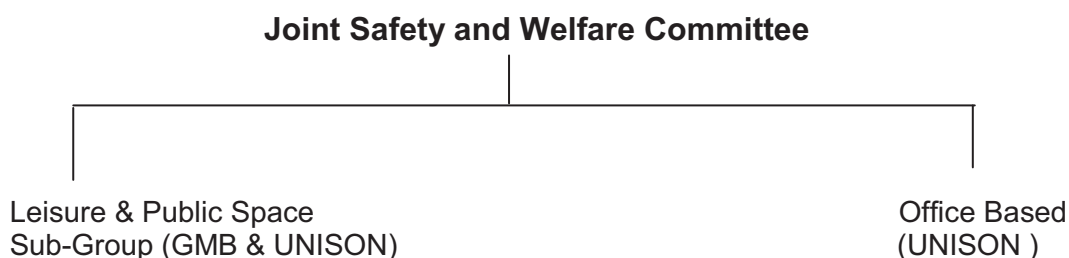 Joint Safety and Welfare Committee
Leisure & Public Space
Sub-Group (GMB & UNISON)
Office Based
(UNISON )